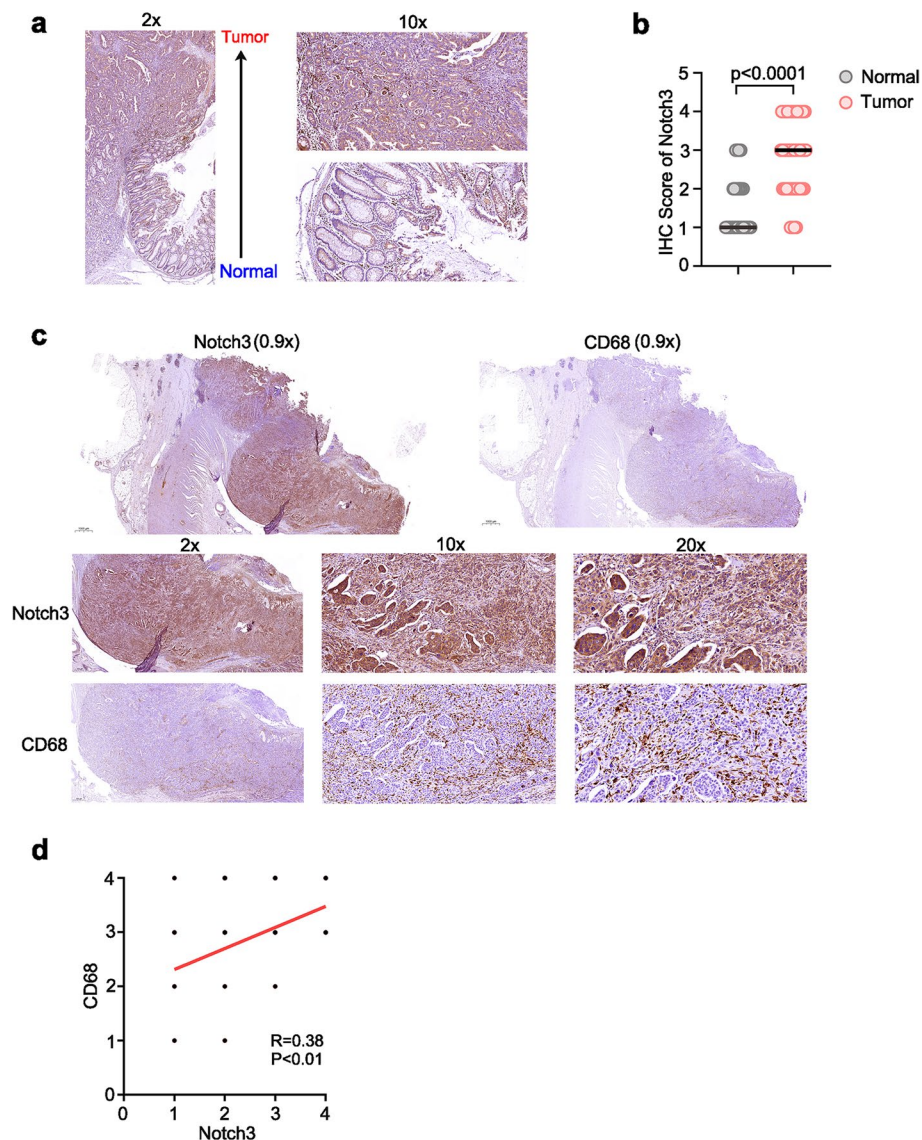 a
2x
Tumor
Normal
10x
b
p<0.0001
IHC Score of Notch3
5
4
3
2
1
0
Normal
Tumor
c
Notch3 (0.9x)
CD68 (0.9x)
2x
10x
20x
Notch3
CD68
d
CD68
4
3
2
1
0
R=0.38
P<0.01
0 1 2 3 4
Notch3